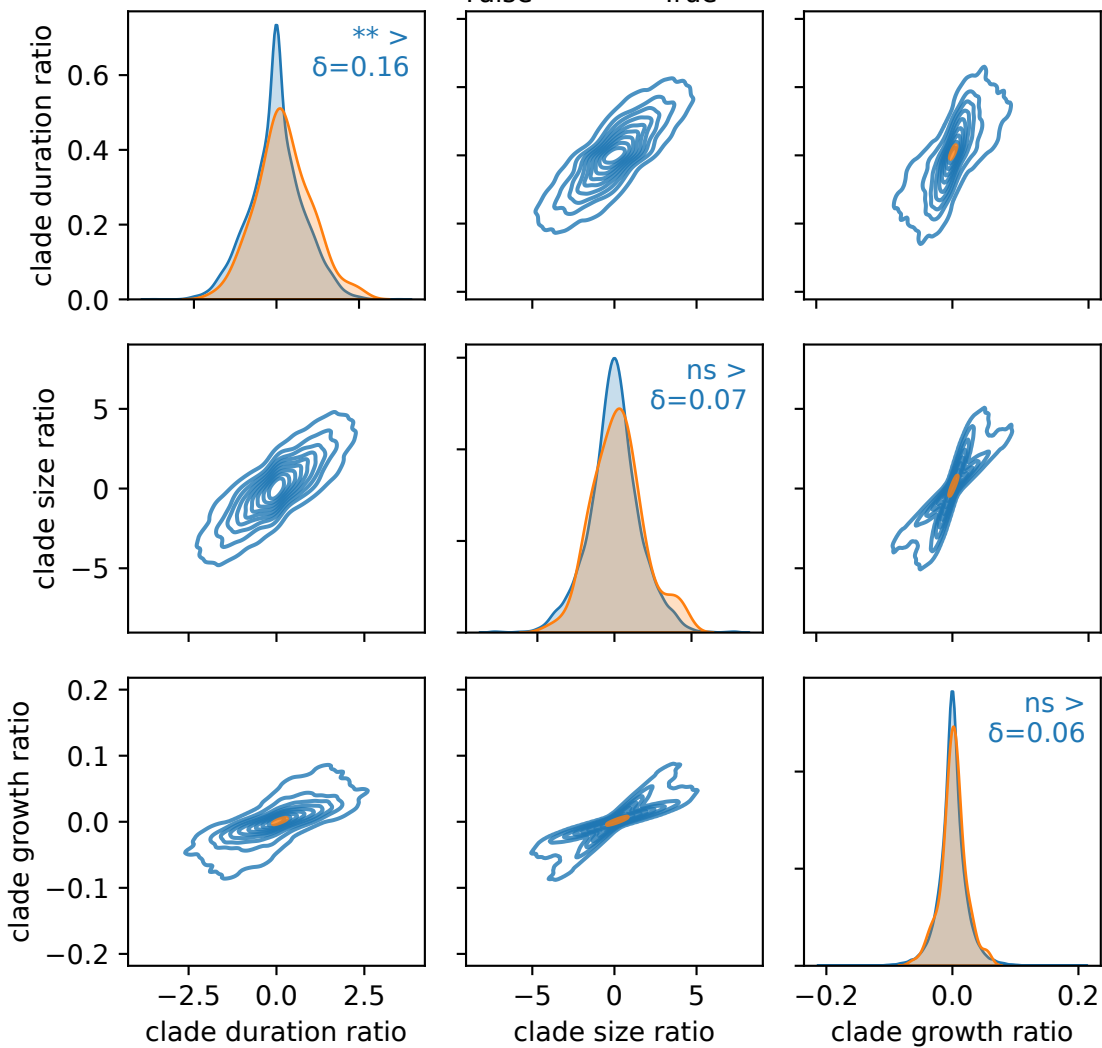 clade duration ratio
0.6
0.4
0.2
0.0
** >
δ=0.16
clade size ratio
5
0
−5
ns >
δ=0.07
clade growth ratio
0.2
0.1
0.0
−0.1
−0.2
ns >
δ=0.06
−2.5 0.0 2.5
clade duration ratio
−5 0 5
clade size ratio
−0.2 0.0 0.2
clade growth ratio